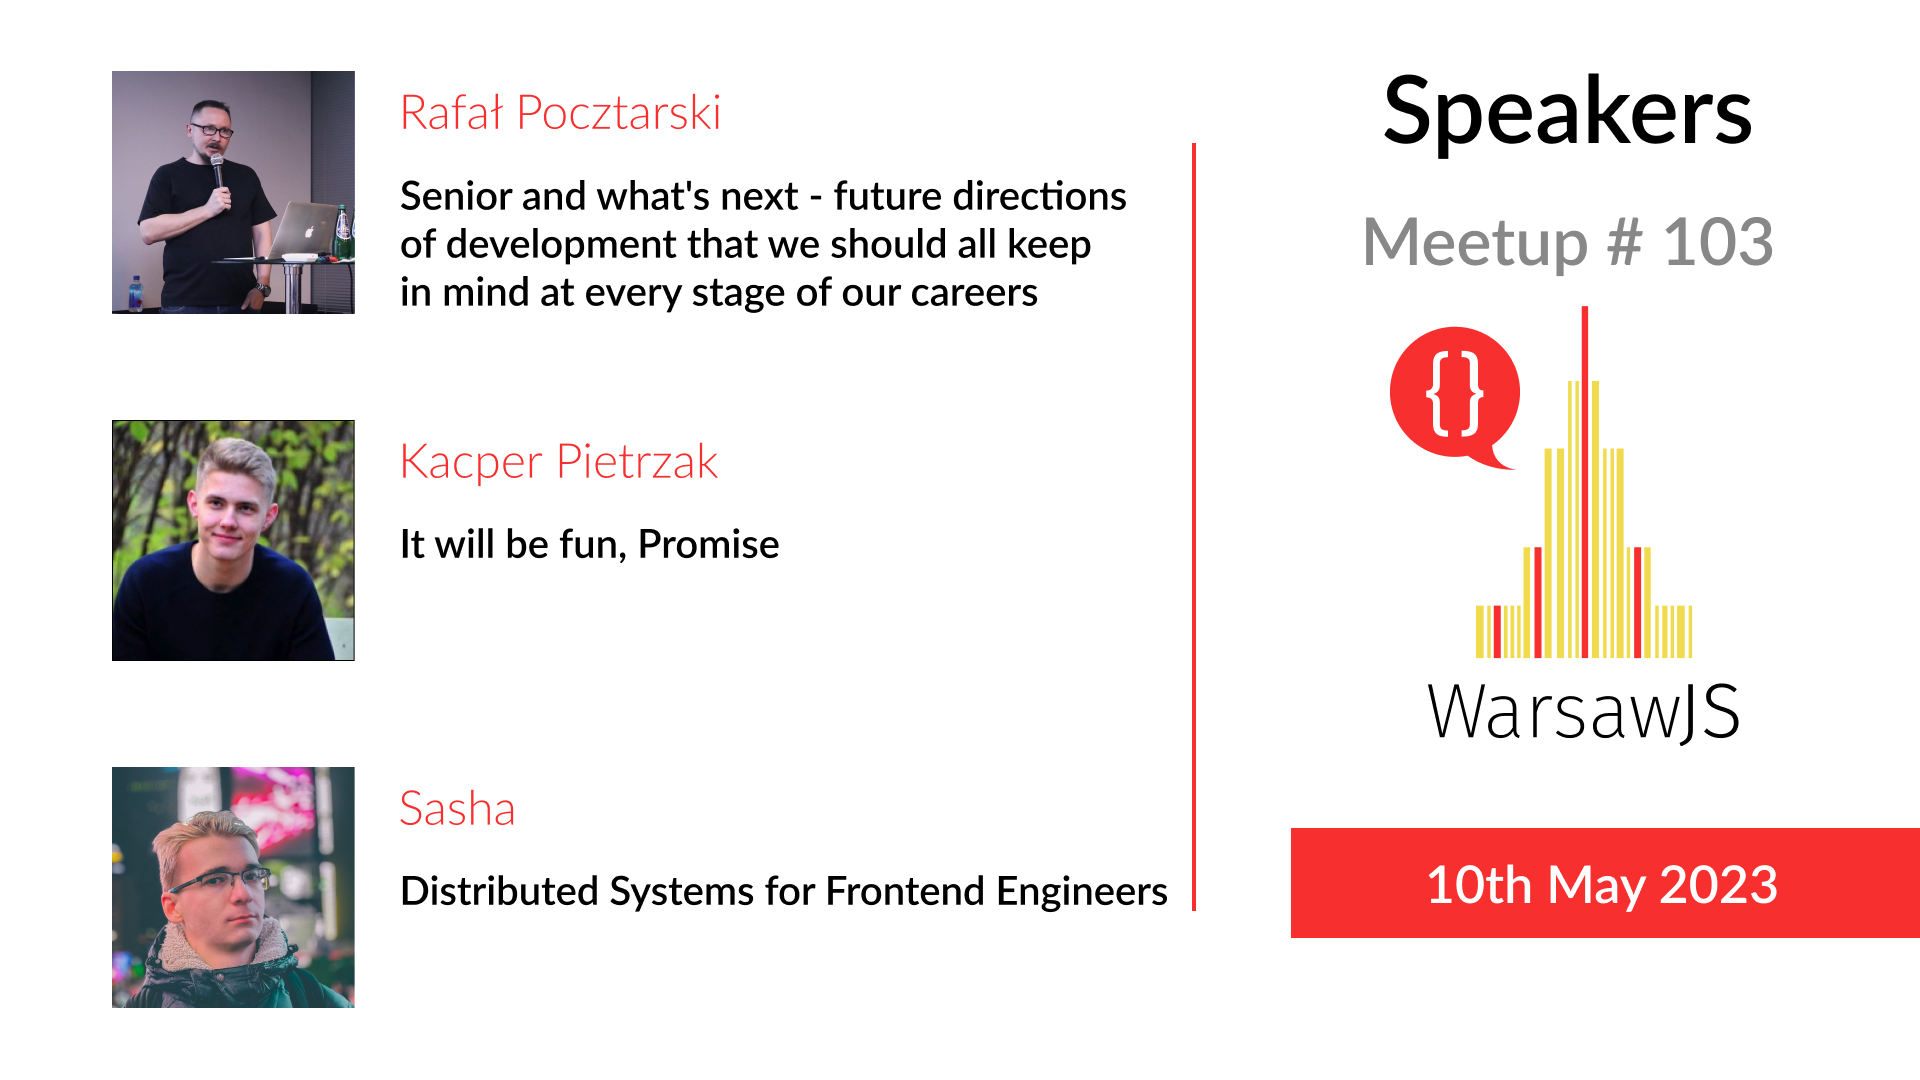 Rafał Pocztarski
Senior and what's next - future directions
of development that we should all keep
in mind at every stage of our careers
Kacper Pietrzak
It will be fun, Promise
Sasha
Distributed Systems for Frontend Engineers
Speakers
Meetup # 103
{}
WarsawJS
10th May 2023